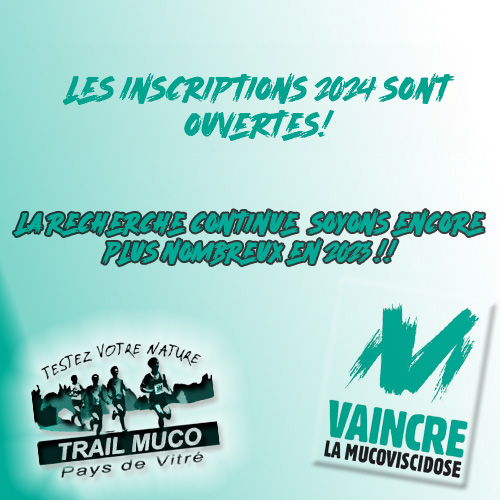 LES INSCRIPTIONS 2024 SONT
OUVERTES!
LA RECHERCHE CONTINUE SOYONS ENCORE
PLUS NOMBREUX EN 2025 !!
TESTEZ VOTRE NATURE
TRAIL MUCO
Pays de Vitré
VAINCRE
LA MUCOVISCIDOSE